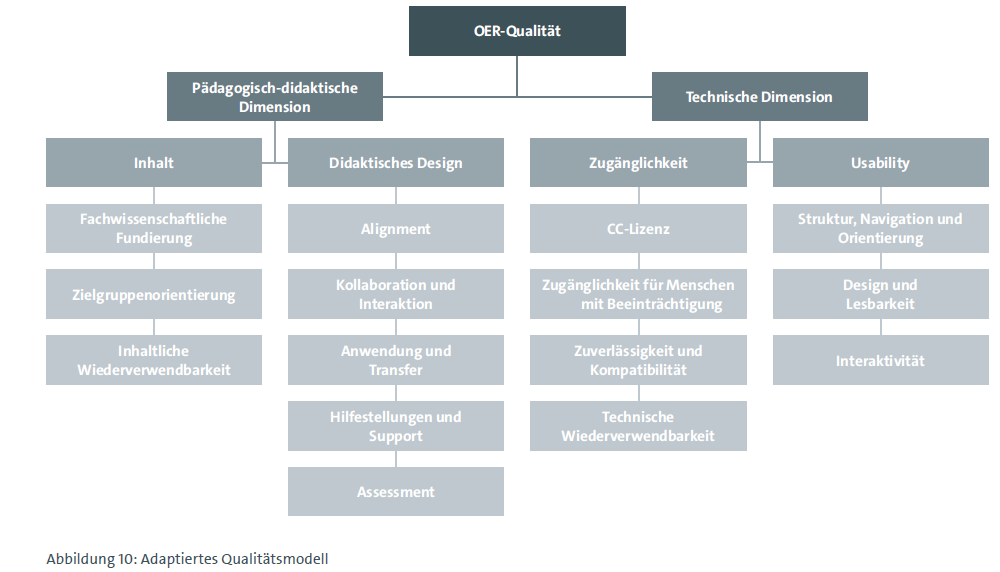 OER-Qualität
Pädagogisch-didaktische
Dimension
Technische Dimension
Inhalt
Didaktisches Design
Zugänglichkeit
Usability
Fachwissenschaftliche
Fundierung
Alignment
CC-Lizenz
Struktur, Navigation und
Orientierung
Zielgruppenorientierung
Kollaboration und
Interaktion
Zugänglichkeit für Menschen
mit Beeinträchtigung
Design und
Lesbarkeit
Inhaltliche
Wiederverwendbarkeit
Anwendung und
Transfer
Zuverlässigkeit und
Kompatibilität
Interaktivität
Hilfestellungen und
Support
Technische
Wiederverwendbarkeit
Assessment
Abbildung 10: Adaptiertes Qualitätsmodell